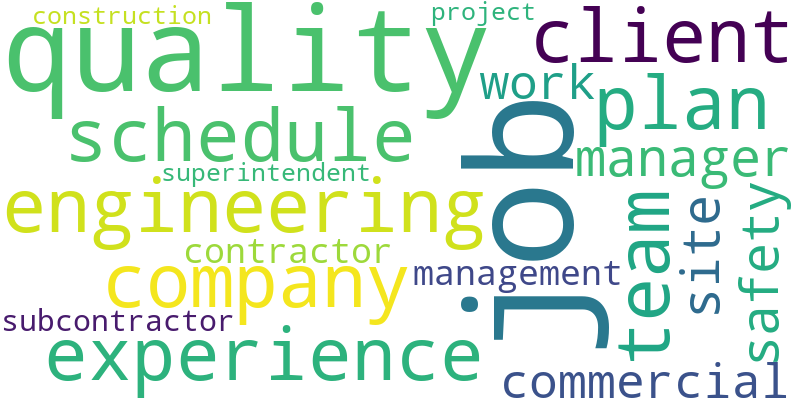 construction
project
quality
client
work
plan
schedule
job
manager
superintendent
engineering
team
site
safety
contractor
company
management
subcontractor
experience
commercial